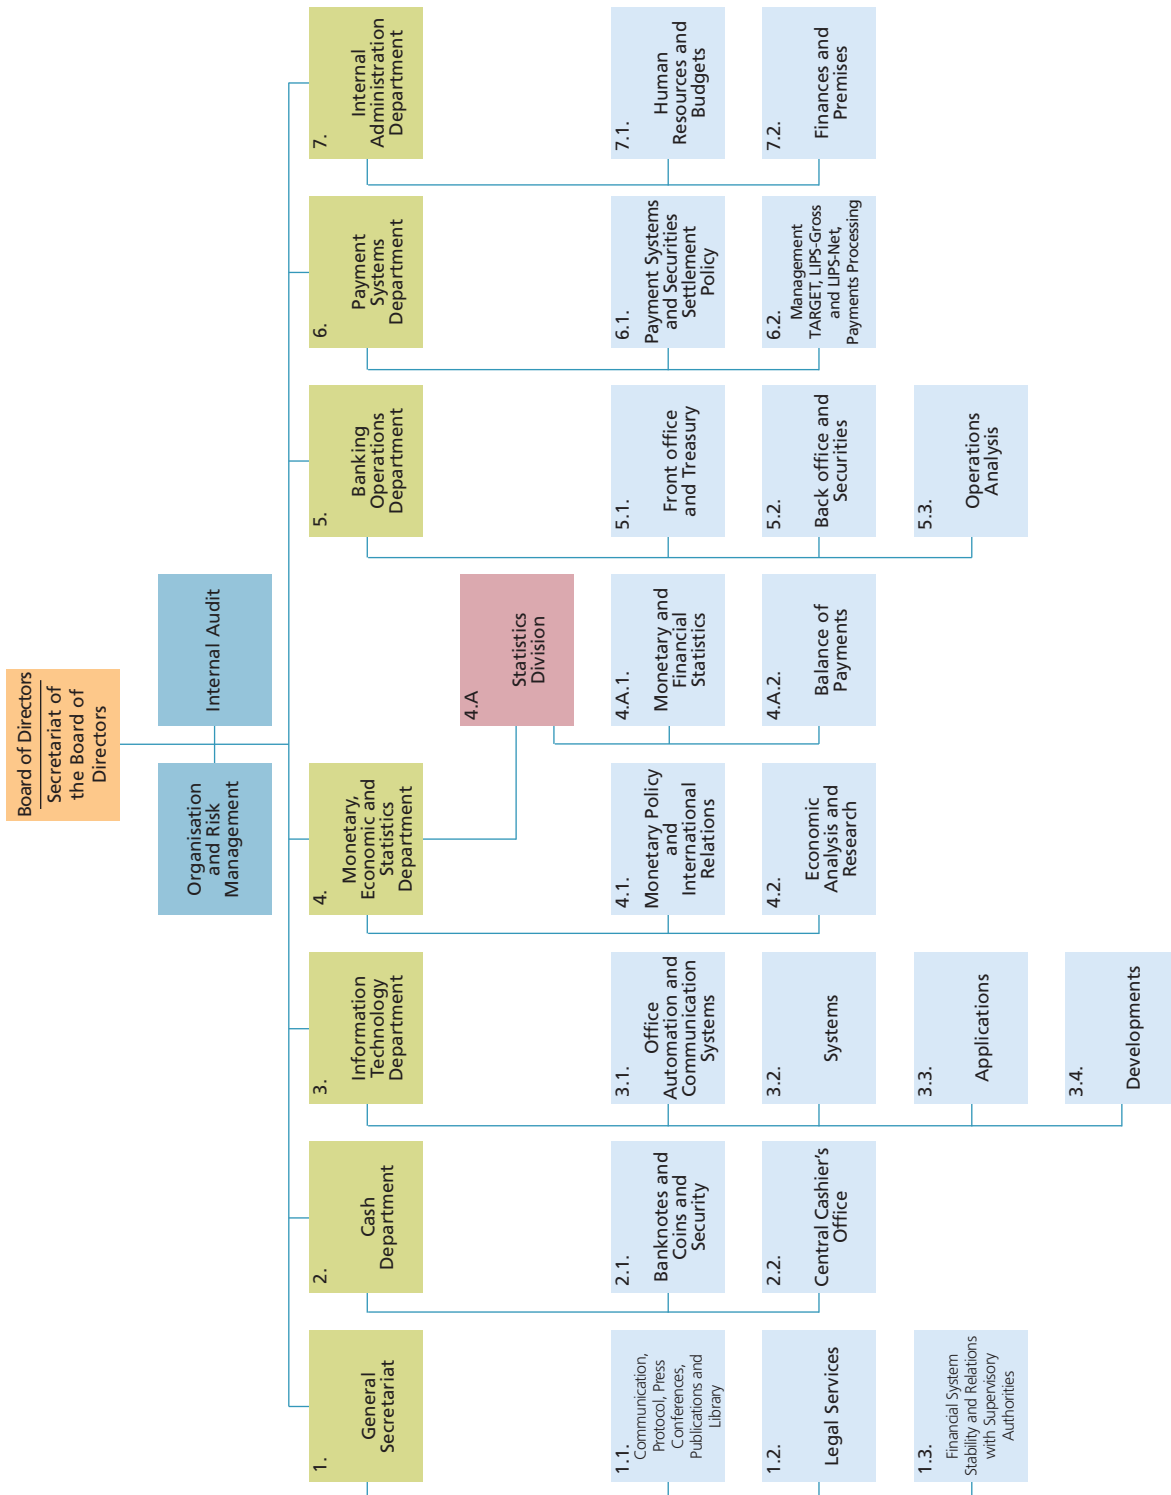 Board of Directors
Secretariat of
the Board of
Directors
Organisation
and Risk
Management
Internal Audit
1.
General
Secretariat
2.
Cash
Department
3.
Information
Technology
Department
4.
Monetary,
Economic and
Statistics
Department
5.
Banking
Operations
Department
6.
Payment
Systems
Department
7.
Internal
Administration
Department
4.A
Statistics
Division
1.1.
Communication,
Protocol, Press
Conferences,
Publications and
Library
2.1.
Banknotes and
Coins and
Security
3.1.
Office
Automation and
Communication
Systems
4.1.
Monetary Policy
and
International
Relations
4.A.1.
Monetary and
Financial
Statistics
5.1.
Front office
and Treasury
6.1.
Payment Systems
and Securities
Settlement
Policy
7.1.
Human
Resources and
Budgets
1.2.
Legal Services
2.2.
Central Cashier's
Office
3.2.
Systems
4.2.
Economic
Analysis and
Research
4.A.2.
Balance of
Payments
5.2.
Back office and
Securities
6.2.
Management
TARGET, LIPS-Gross
and LIPS-Net,
Payments Processing
7.2.
Finances and
Premises
1.3.
Financial System
Stability and Relations
with Supervisory
Authorities
3.3.
Applications
5.3.
Operations
Analysis
3.4.
Developments